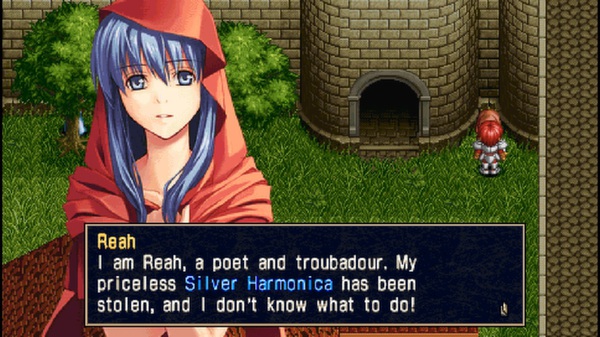 Reah
I am Reah, a poet and troubadour. My
priceless Silver Harmonica has been
stolen, and I don't know what to do!